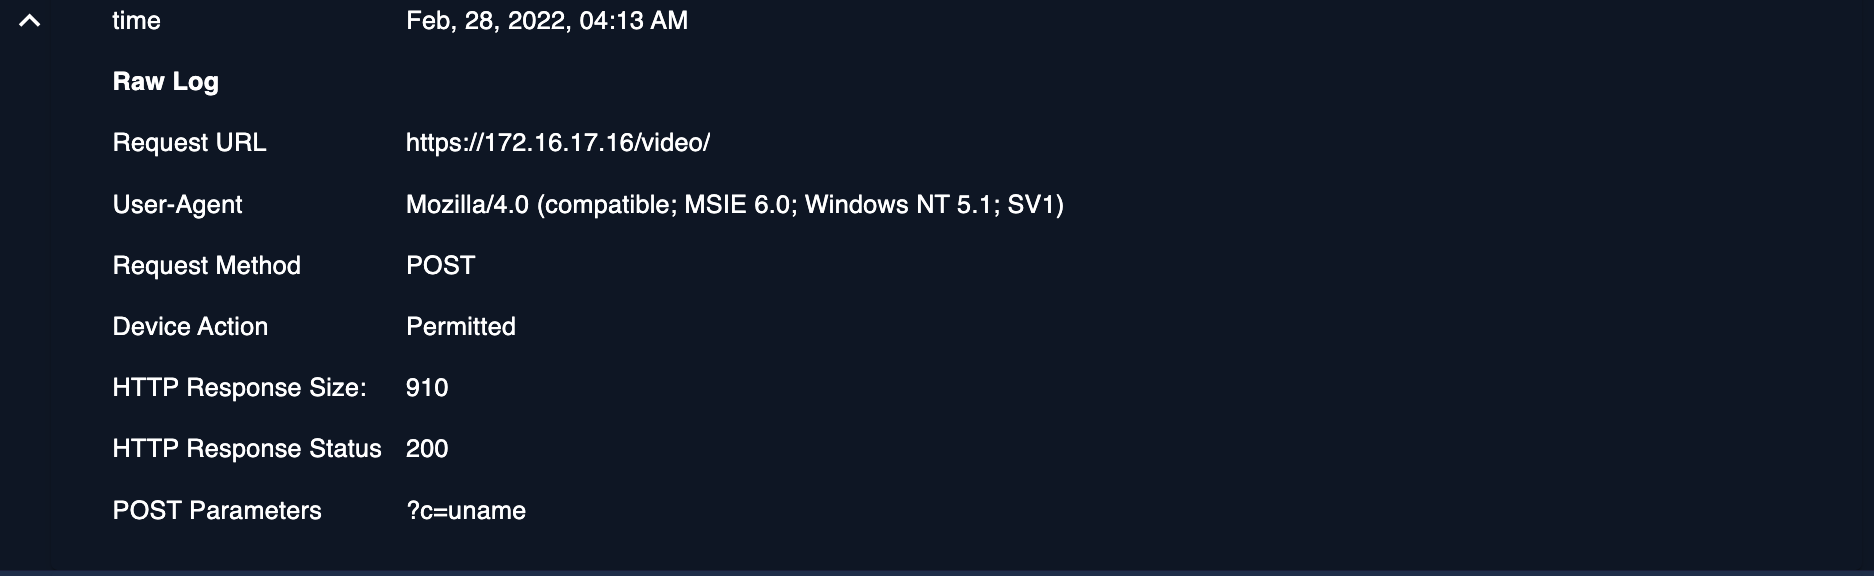 time Feb, 28, 2022, 04:13 AM
Raw Log
Request URL https://172.16.17.16/video/
User-Agent Mozilla/4.0 (compatible; MSIE 6.0; Windows NT 5.1; SV1)
Request Method POST
Device Action Permitted
HTTP Response Size: 910
HTTP Response Status 200
POST Parameters ?c=uname